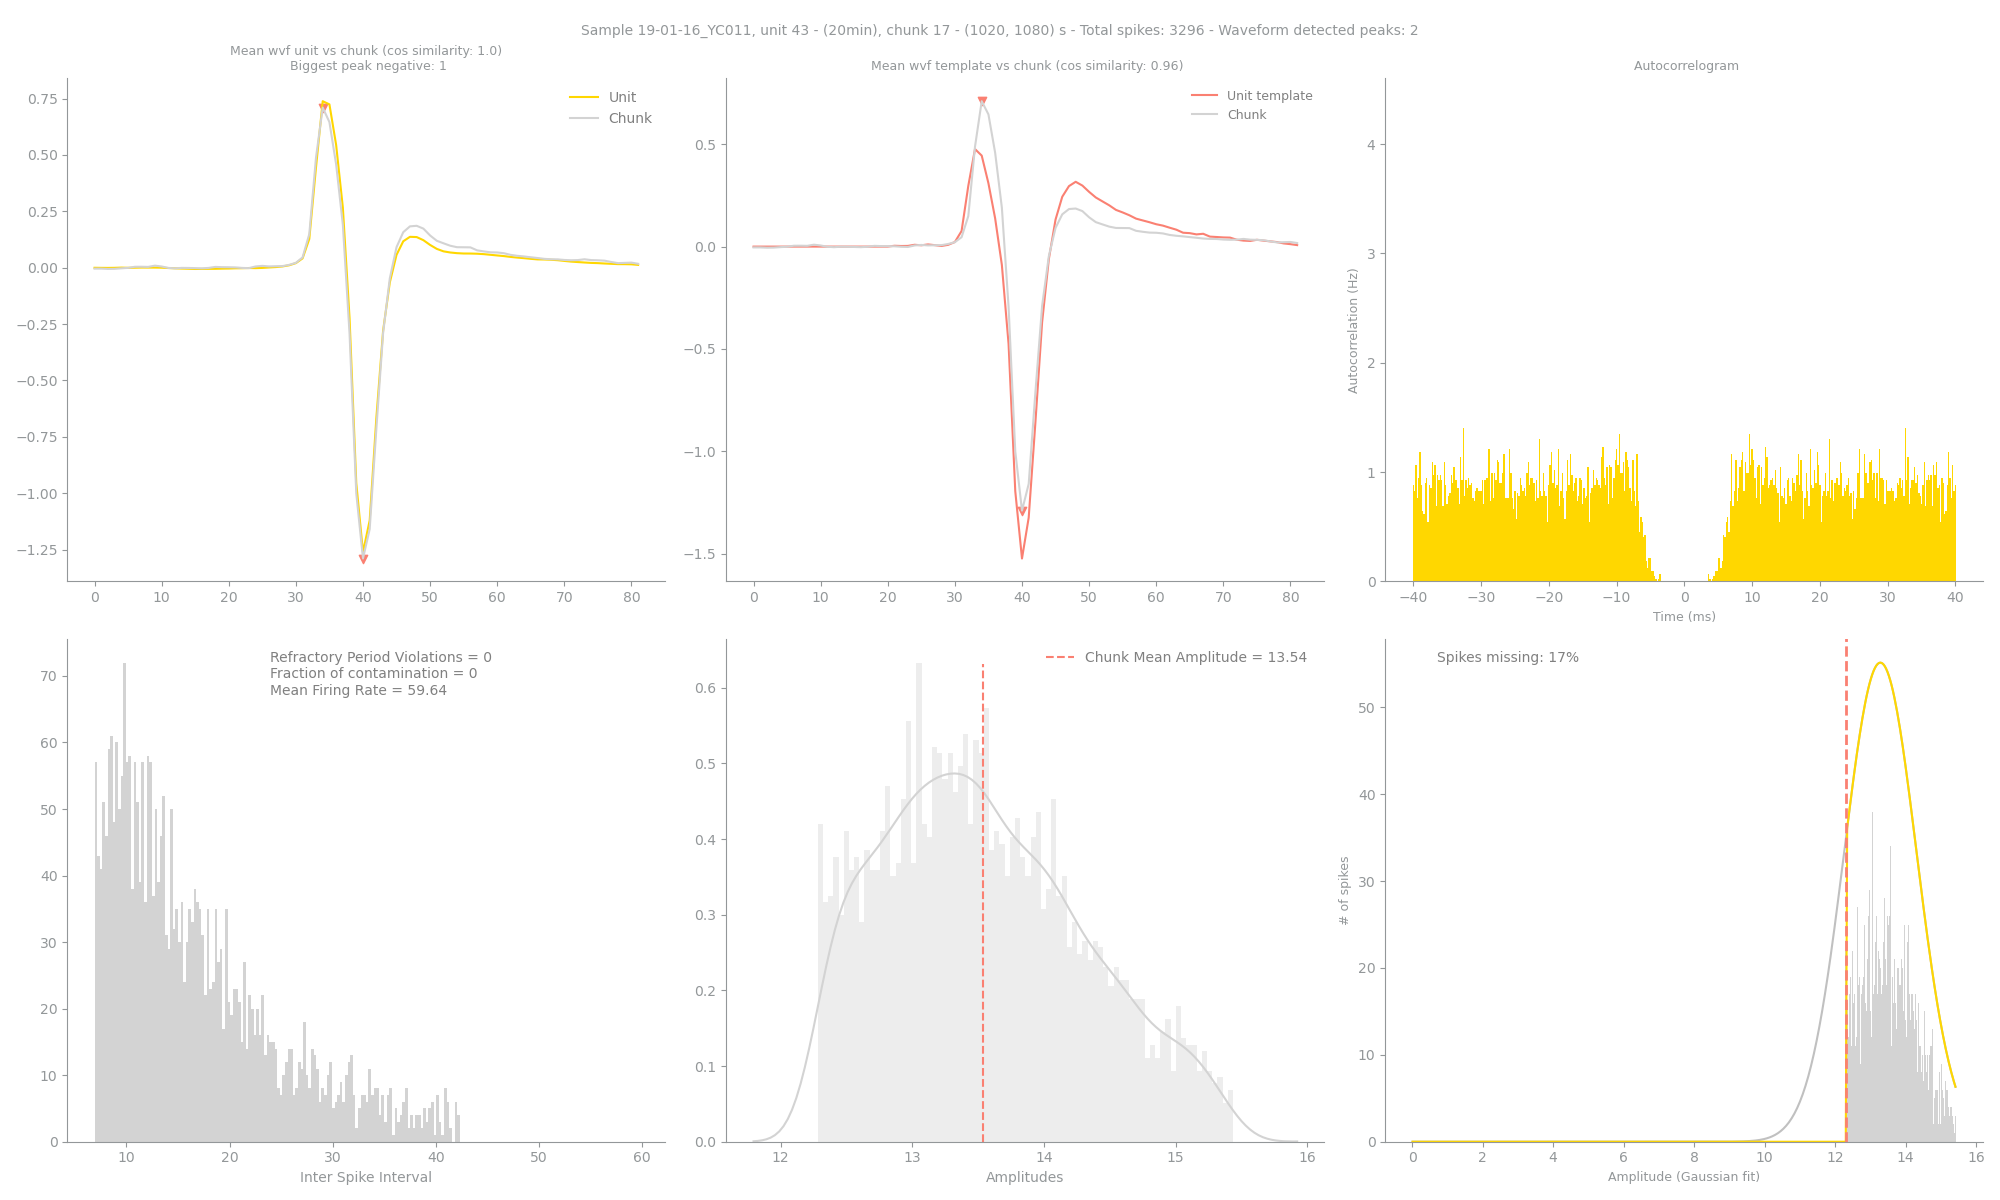 Sample 19-01-16_YC011, unit 43 - (20min), chunk 17 - (1020, 1080) s - Total spikes: 3296 - Waveform detected peaks: 2
Mean wvf unit vs chunk (cos similarity: 1.0)
Biggest peak negative: 1
0.75
0.50
0.25
0.00
−0.25
−0.50
−0.75
−1.00
−1.25
0 10 20 30 40 50 60 70 80
Unit
Chunk
Mean wvf template vs chunk (cos similarity: 0.96)
0.5
0.0
−0.5
−1.0
−1.5
0 10 20 30 40 50 60 70 80
Unit template
Chunk
Autocorrelogram
Autocorrelation (Hz)
4
3
2
1
0
−40 −30 −20 −10 0 10 20 30 40
Time (ms)
Refractory Period Violations = 0
Fraction of contamination = 0
Mean Firing Rate = 59.64
70
60
50
40
30
20
10
0
10 20 30 40 50 60
Inter Spike Interval
Chunk Mean Amplitude = 13.54
0.6
0.5
0.4
0.3
0.2
0.1
0.0
12 13 14 15 16
Amplitudes
Spikes missing: 17%
# of spikes
50
40
30
20
10
0
0 2 4 6 8 10 12 14 16
Amplitude (Gaussian fit)